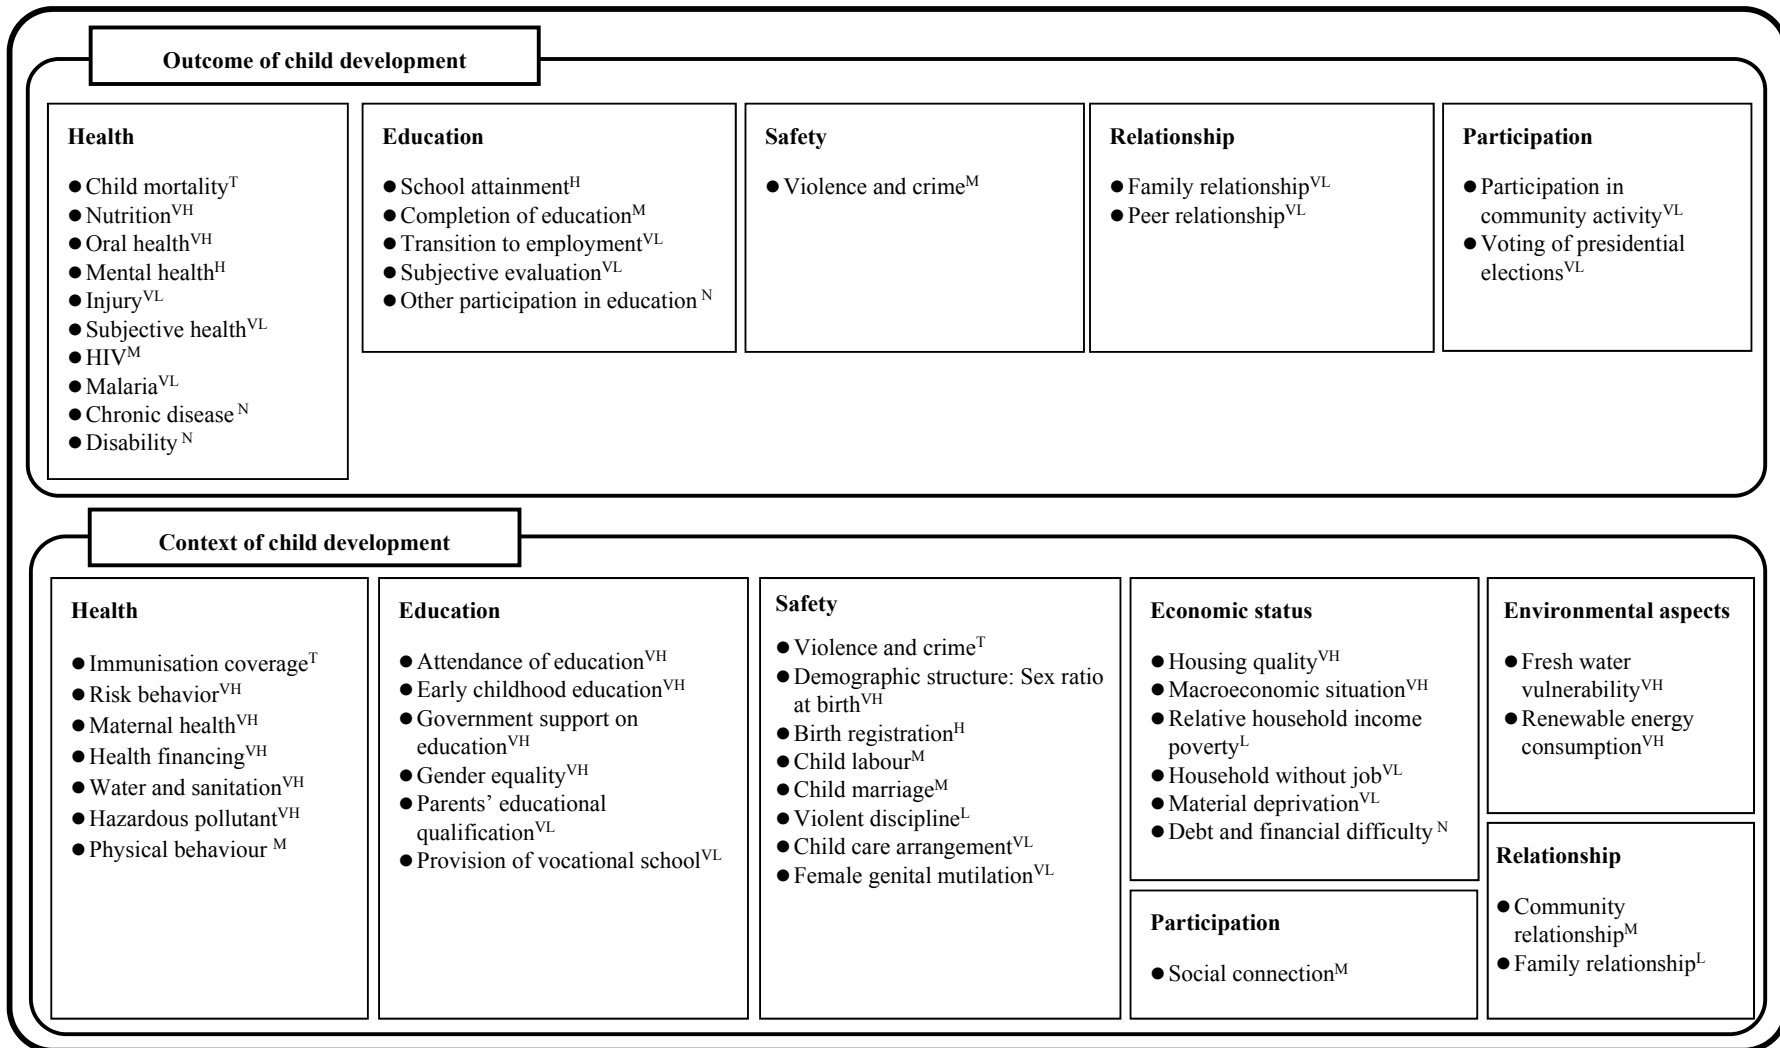 Outcome of child development
Health
● Child mortality^T
● Nutrition^VH
● Oral health^VH
● Mental health^H
● Injury^VL
● Subjective health^VL
● HIV^M
● Malaria^VL
● Chronic disease ^N
● Disability ^N
Education
● School attainment^H
● Completion of education^M
● Transition to employment^VL
● Subjective evaluation^VL
● Other participation in education ^N
Safety
● Violence and crime^M
Relationship
● Family relationship^VL
● Peer relationship^VL
Participation
● Participation in
community activity^VL
● Voting of presidential
elections^VL
Context of child development
Health
● Immunisation coverage^T
● Risk behavior^VH
● Maternal health^VH
● Health financing^VH
● Water and sanitation^VH
● Hazardous pollutant^VH
● Physical behaviour ^M
Education
● Attendance of education^VH
● Early childhood education^VH
● Government support on
education^VH
● Gender equality^VH
● Parents’ educational
qualification^VL
● Provision of vocational school^VL
Safety
● Violence and crime^T
● Demographic structure: Sex ratio
at birth^VH
● Birth registration^H
● Child labour^M
● Child marriage^M
● Violent discipline^L
● Child care arrangement^VL
● Female genital mutilation^VL
Economic status
● Housing quality^VH
● Macroeconomic situation^VH
● Relative household income
poverty^L
● Household without job^VL
● Material deprivation^VL
● Debt and financial difficulty ^N
Participation
● Social connection^M
Environmental aspects
● Fresh water
vulnerability^VH
● Renewable energy
consumption^VH
Relationship
● Community
relationship^M
● Family relationship^L